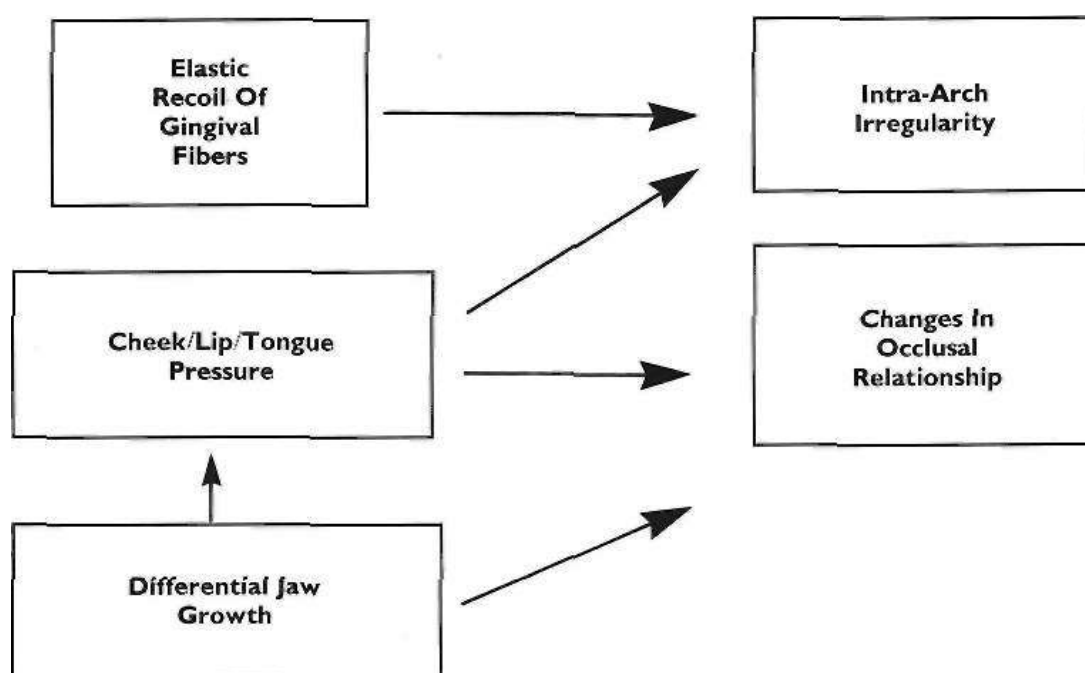 Elastic
Recoil Of
Gingival
Fibers
Intra-Arch
Irregularity
Cheek/Lip/Tongue
Pressure
Changes In
Occlusal
Relationship
Differential Jaw
Growth